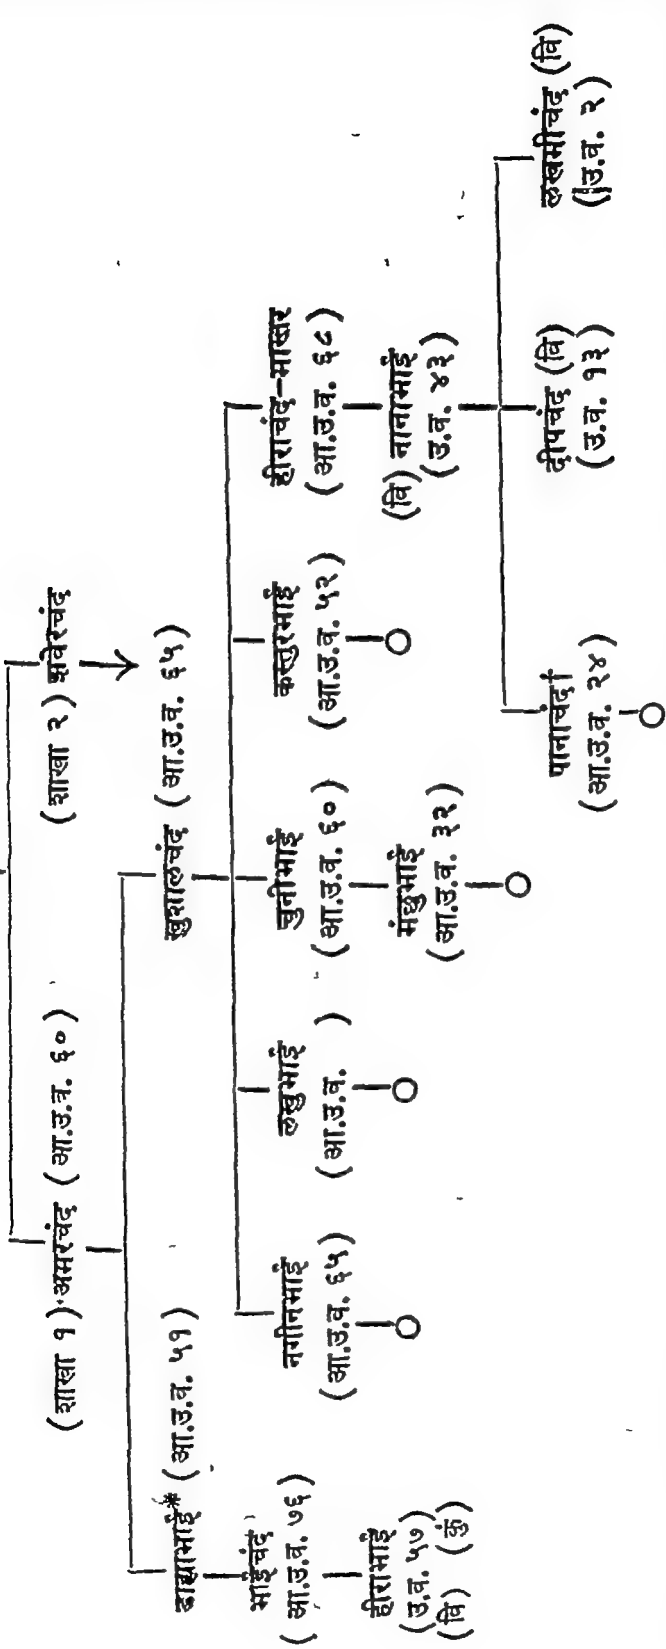 (शाखा १) अमरचंद (आ.उ.व. ६०)
(शाखा २) झवेरचंद
डाह्याभाई* (आ.उ.व. ५१)
खुशालचंद (आ.उ.व. ६५)
भाईचंद
(आ.उ.व. ७६)
नगीनभाई
(आ.उ.व. ६५)
लखुभाई
(आ.उ.व. )
चुनीभाई
(आ.उ.व. ६०)
कस्तुरभाई
(आ.उ.व. ५२)
हीराचंद-मास्तर
(आ.उ.व. ६८)
हीराभाई
(उ.व. ५७)
(वि) (कुं)
मंछुभाई
(आ.उ.व. ३२)
(वि) नानाभाई
(उ.व. ४३)
पानाचंद†
(आ.उ.व. २४)
दीपचंद (वि)
(उ.व. १३)
लखमीचंद (वि)
(उ.व. २)